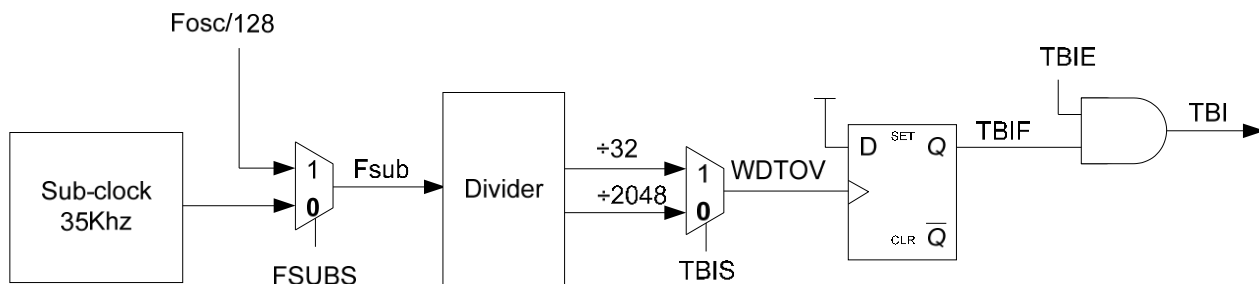 Fosc/128
TBIE
TBI
÷32
SET
D
Q
TBIF
1
Fsub
1
WDTOV
Sub-clock
35Khz
Divider
÷2048
0
0
CLR
Q
FSUBS
TBIS